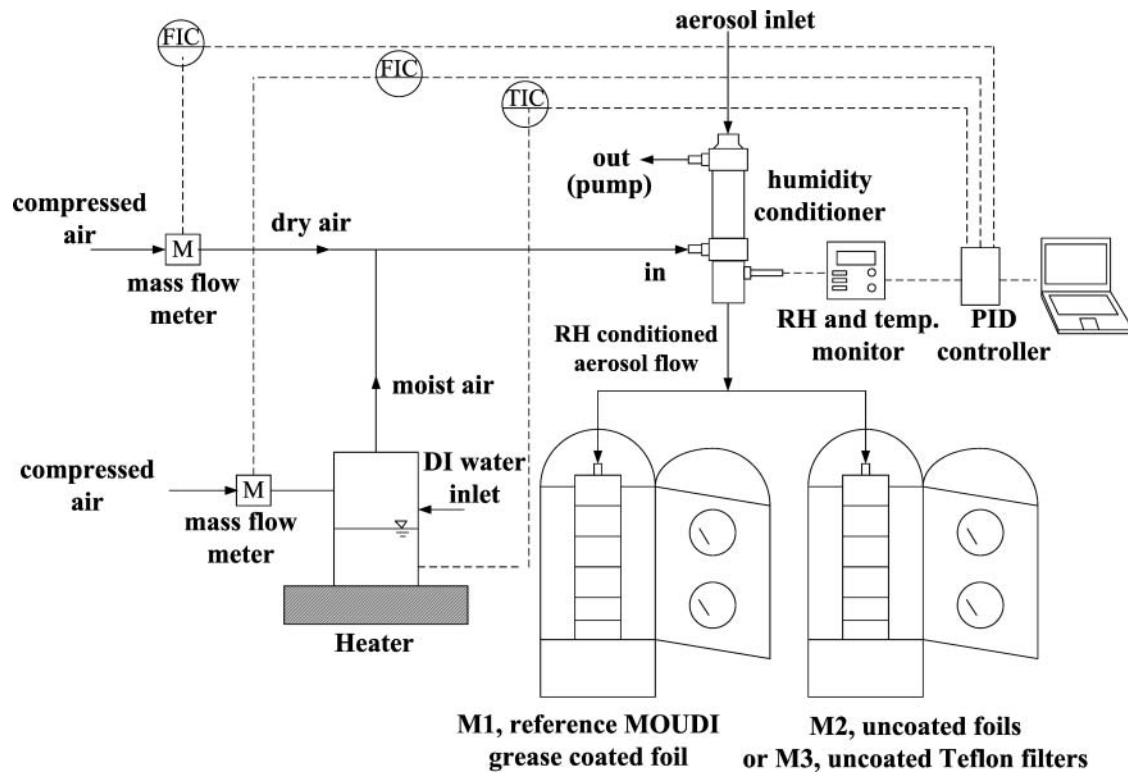 FIC
aerosol inlet
FIC
TIC
out
(pump)
humidity
conditioner
compressed
air
dry air
M
mass flow
meter
in
RH and temp.
monitor
PID
controller
RH conditioned
aerosol flow
moist air
compressed
air
DI water
inlet
M
mass flow
meter
Heater
M1, reference MOUDI
grease coated foil
M2, uncoated foils
or M3, uncoated Teflon filters